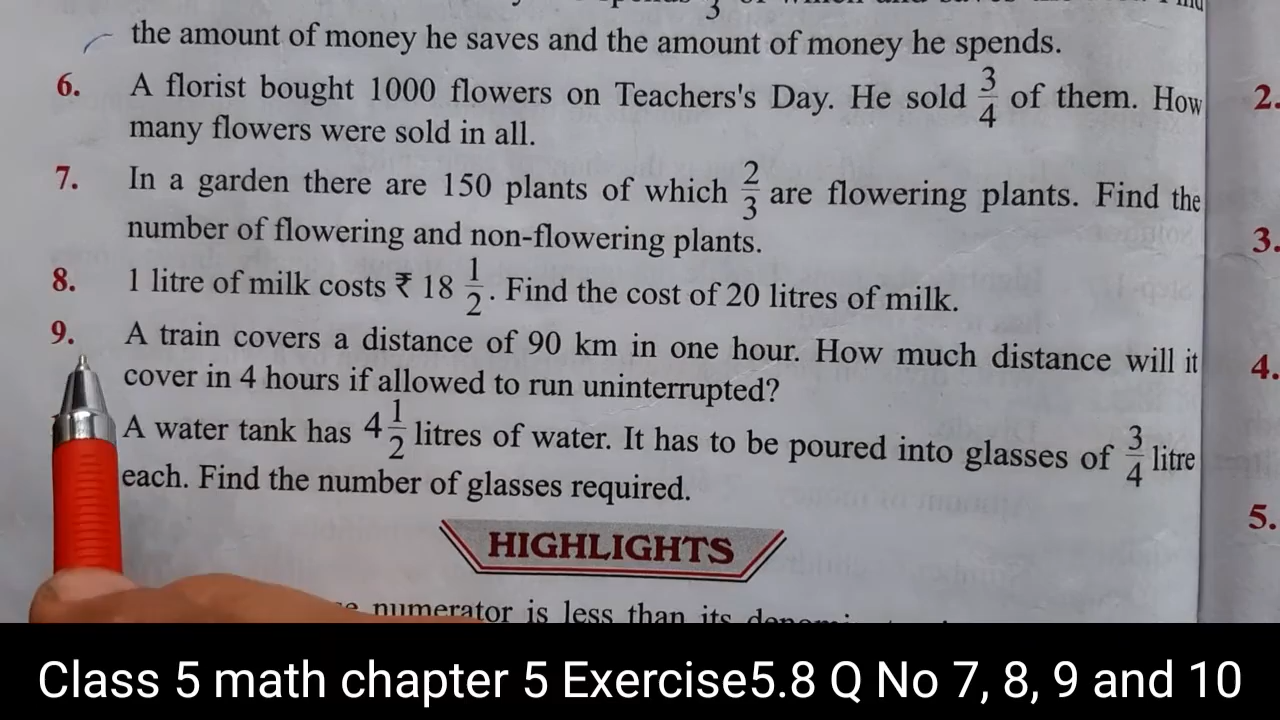 the amount of money he saves and the amount of money he spends.
6. A florist bought 1000 flowers on Teachers's Day. He sold 3/4 of them. How
many flowers were sold in all.
7. In a garden there are 150 plants of which 2/3 are flowering plants. Find the
number of flowering and non-flowering plants.
8. 1 litre of milk costs ₹ 18 1/2. Find the cost of 20 litres of milk.
9. A train covers a distance of 90 km in one hour. How much distance will it
cover in 4 hours if allowed to run uninterrupted?
A water tank has 4 1/2 litres of water. It has to be poured into glasses of 3/4 litre
each. Find the number of glasses required.
HIGHLIGHTS
numerator is less than its
2.
3.
4.
5.
Class 5 math chapter 5 Exercise5.8 Q No 7, 8, 9 and 10